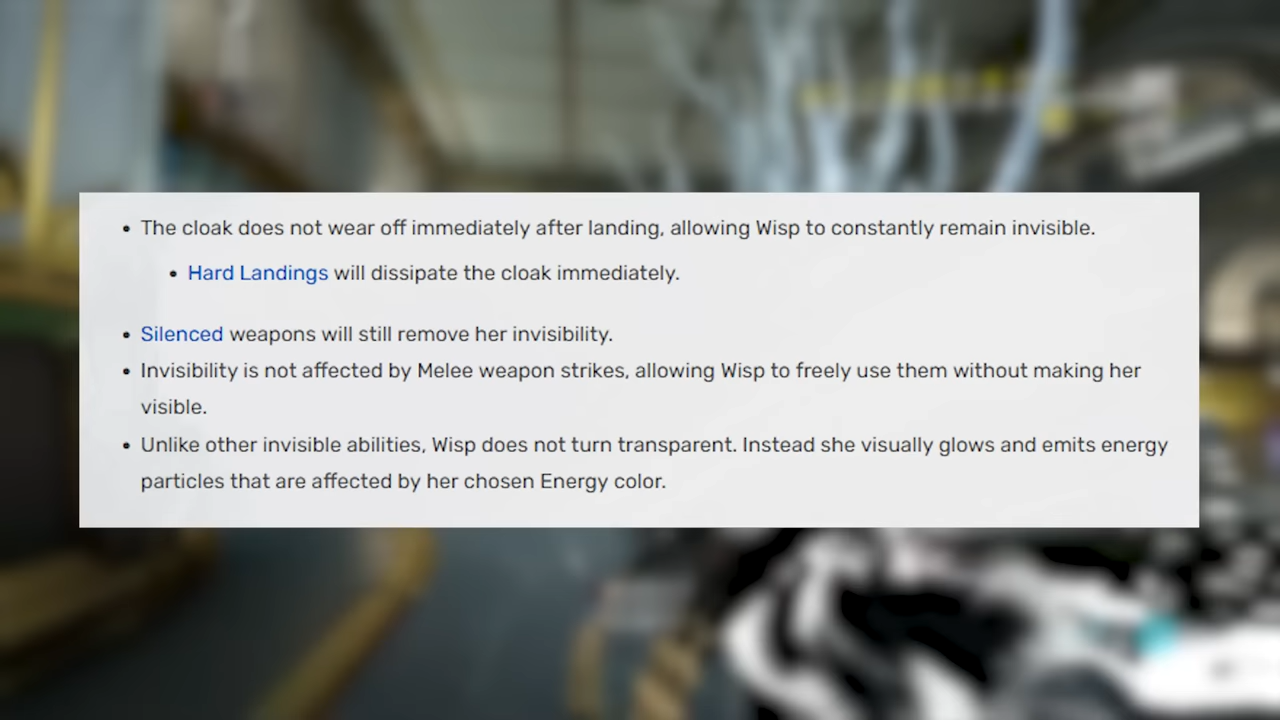 The cloak does not wear off immediately after landing, allowing Wisp to constantly remain invisible.
Hard Landings will dissipate the cloak immediately.
Silenced weapons will still remove her invisibility.
Invisibility is not affected by Melee weapon strikes, allowing Wisp to freely use them without making her
visible.
Unlike other invisible abilities, Wisp does not turn transparent. Instead she visually glows and emits energy
particles that are affected by her chosen Energy color.